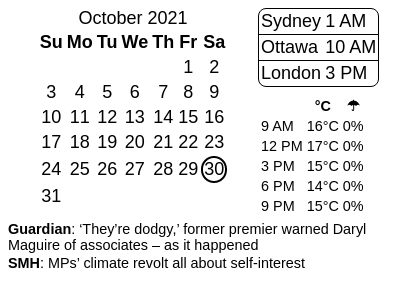 October 2021
Su Mo Tu We Th Fr Sa
1 2
3 4 5 6 7 8 9
10 11 12 13 14 15 16
17 18 19 20 21 22 23
24 25 26 27 28 29 30
31
Sydney 1 AM
Ottawa 10 AM
London 3 PM
°C ☂
9 AM 16°C 0%
12 PM 17°C 0%
3 PM 15°C 0%
6 PM 14°C 0%
9 PM 15°C 0%
Guardian: ‘They’re dodgy,’ former premier warned Daryl
Maguire of associates – as it happened
SMH: MPs’ climate revolt all about self-interest